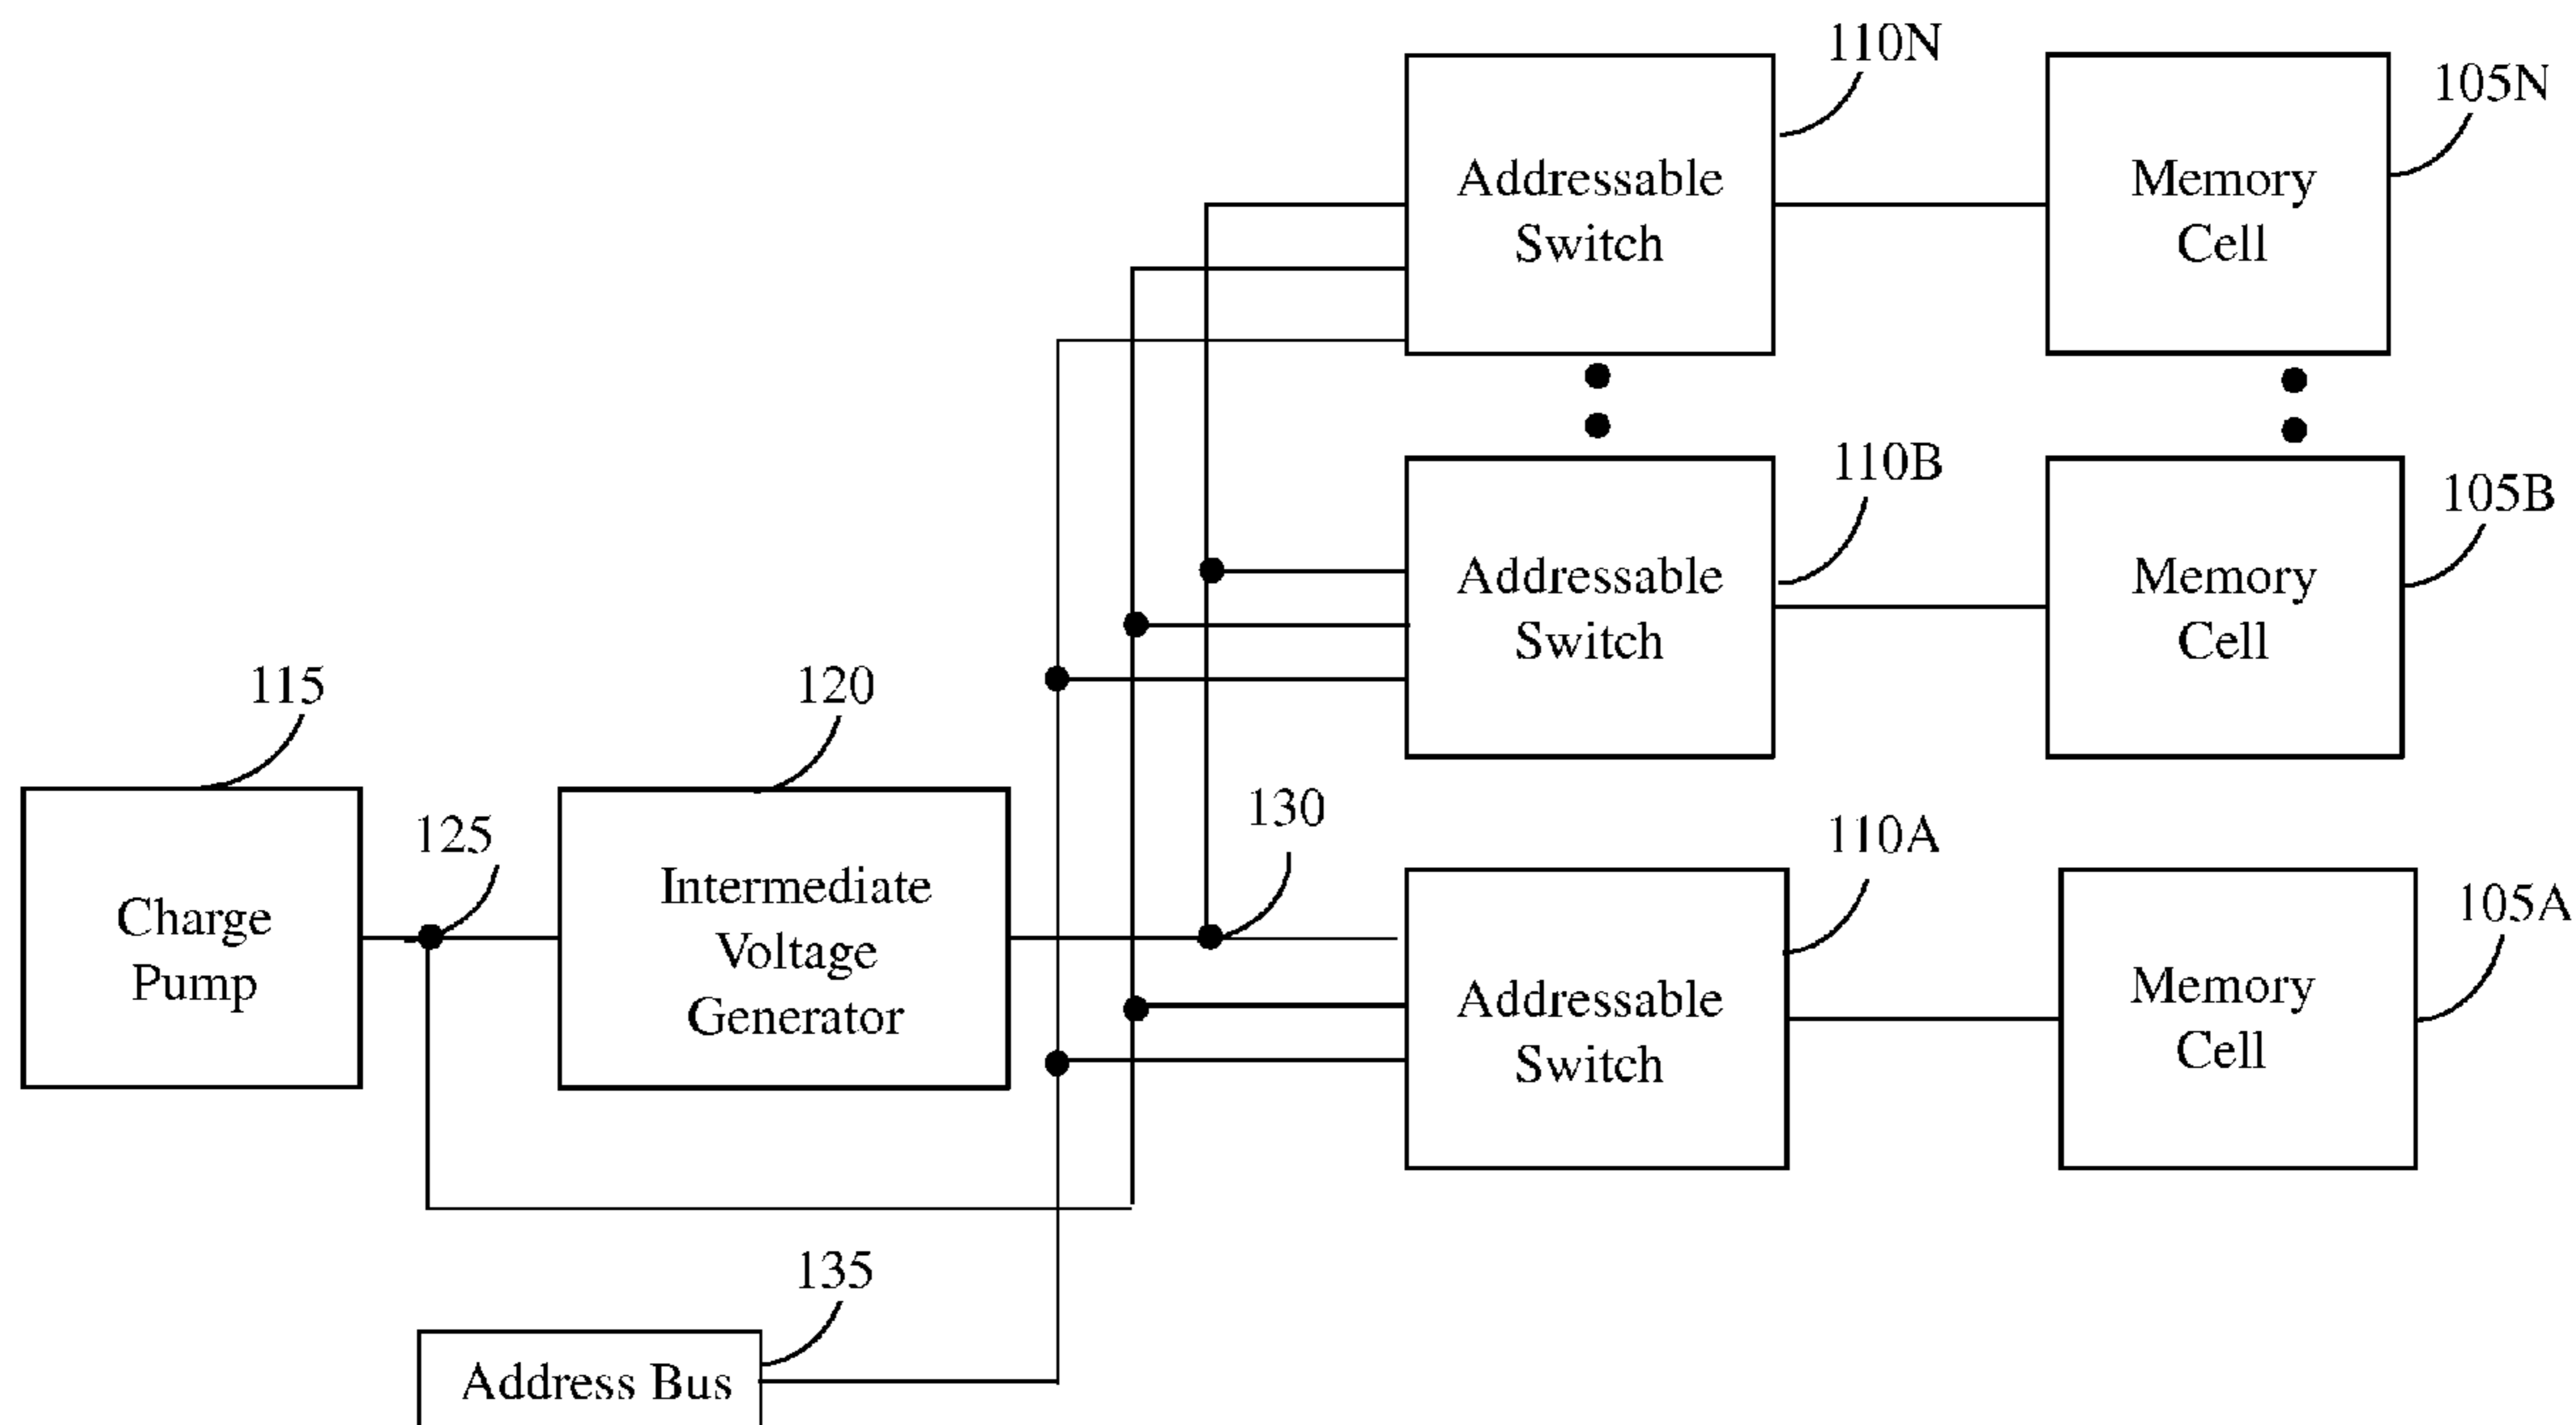 110N
105N
Addressable
Switch
Memory
Cell
110B
105B
Addressable
Switch
Memory
Cell
115
120
125
130
110A
105A
Charge
Pump
Intermediate
Voltage
Generator
Addressable
Switch
Memory
Cell
135
Address Bus